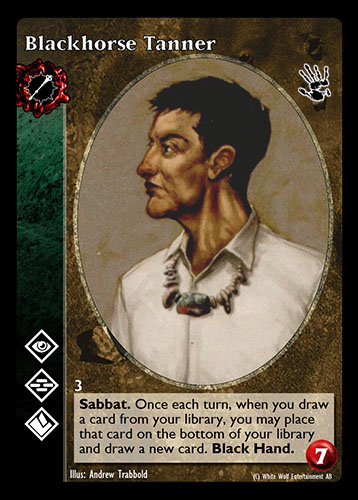 Blackhorse Tanner
3
Sabbat. Once each turn, when you draw
a card from your library, you may place
that card on the bottom of your library
and draw a new card. Black Hand.
7
Illus: Andrew Trabbold
(C) White Wolf Entertainment AB